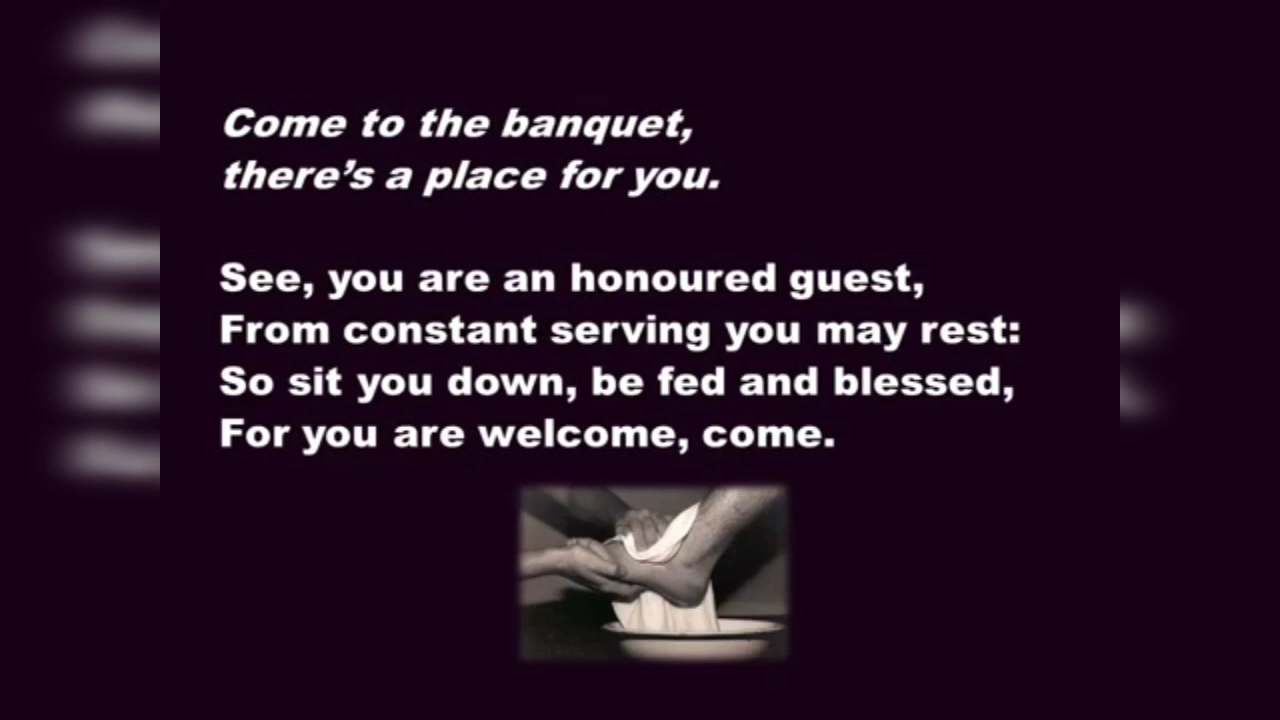 Come to the banquet,
there's a place for you.
See, you are an honoured guest,
From constant serving you may rest:
So sit you down, be fed and blessed,
For you are welcome, come.